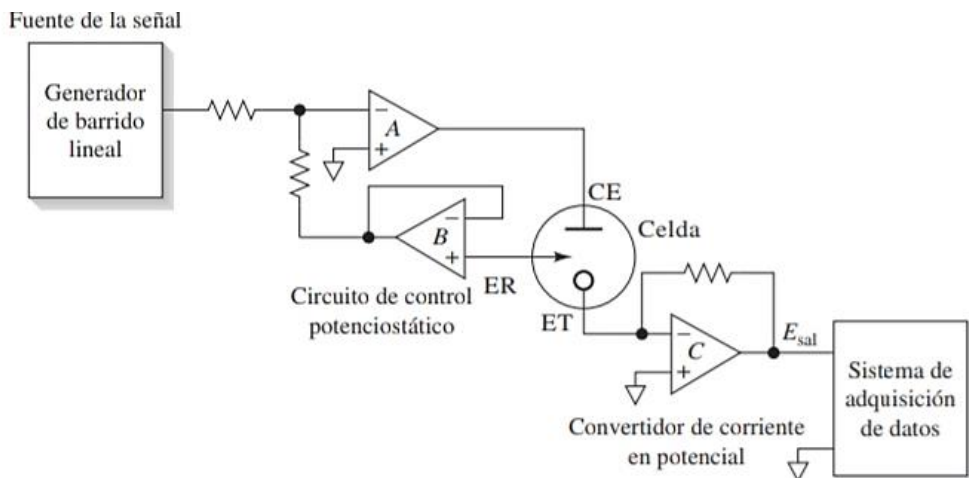 Fuente de la señal
Generador
de barrido
lineal
−
A
+
CE
Celda
−
B
+
ER
Circuito de control
potenciostático
ET
−
C
+
E_sal
Sistema de
adquisición
de datos
Convertidor de corriente
en potencial